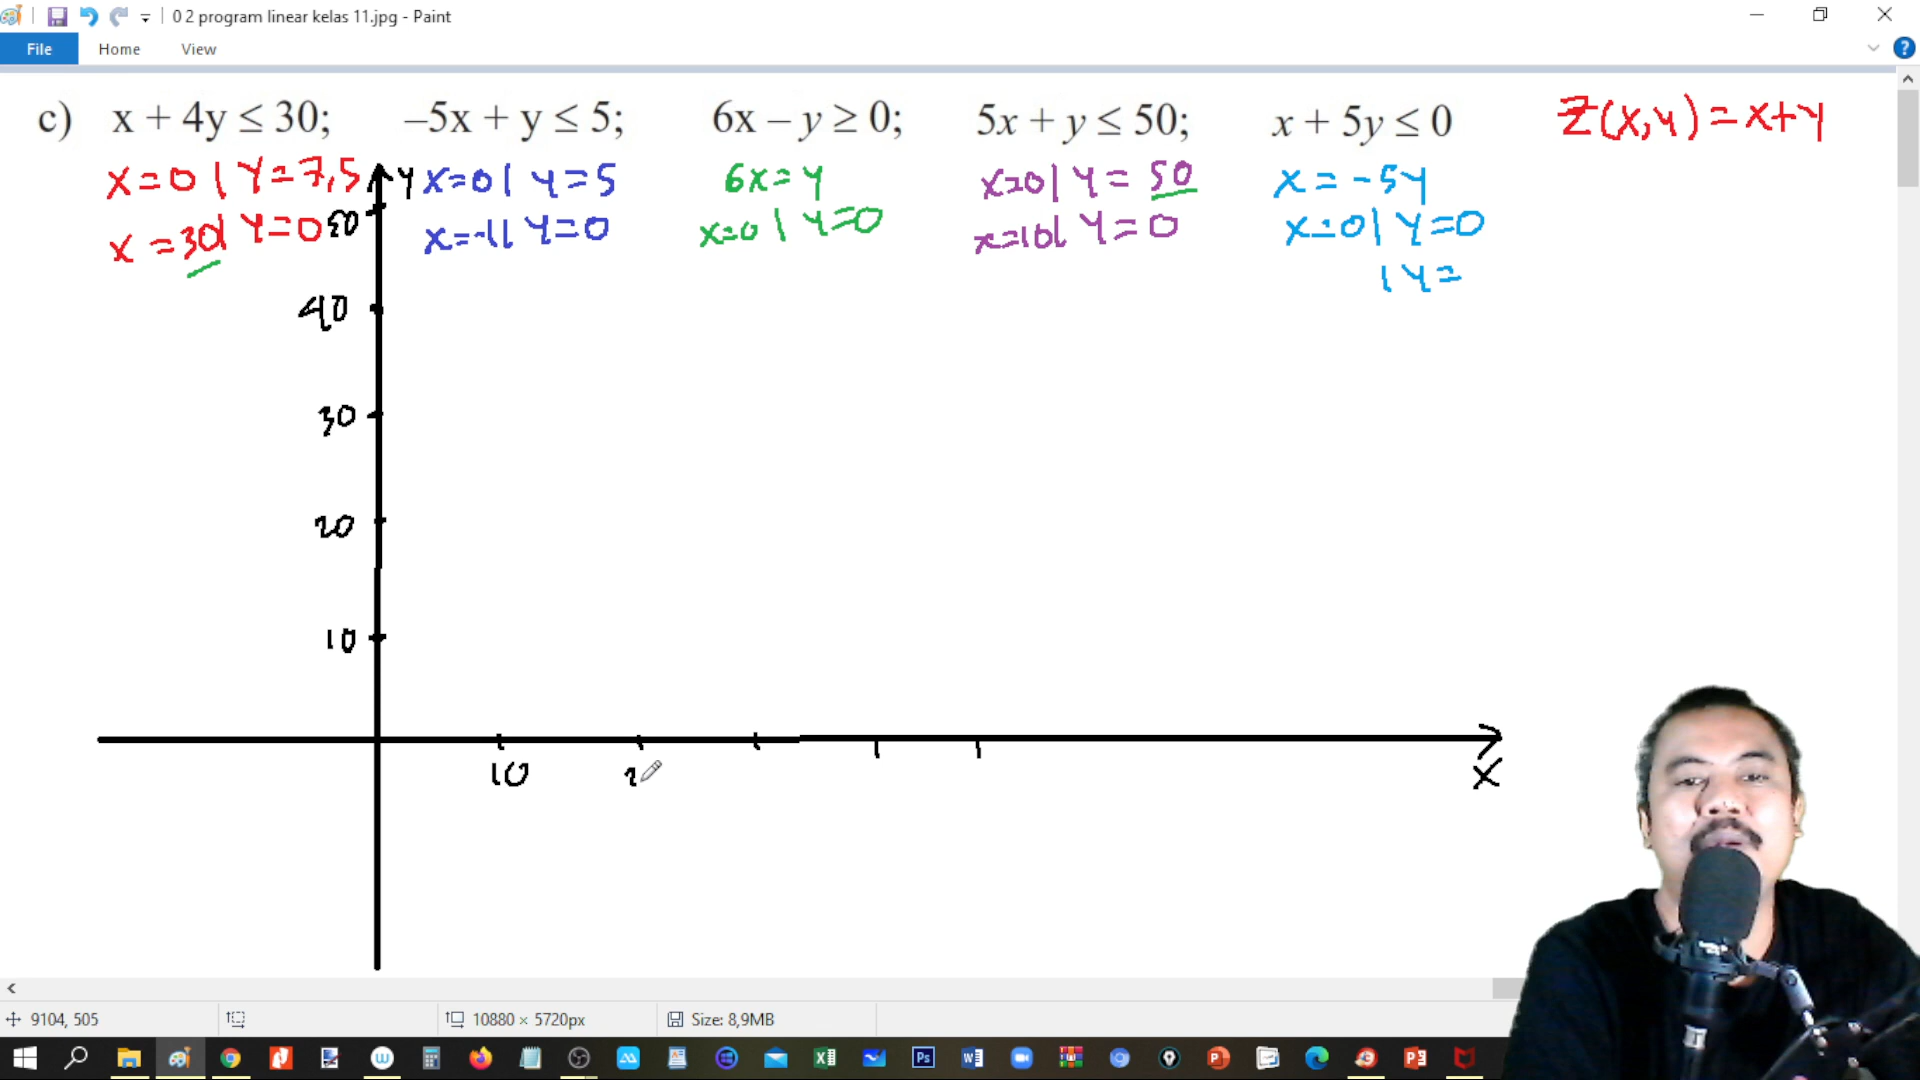 0 2 program linear kelas 11.jpg - Paint
File Home View
c) x + 4y ≤ 30; –5x + y ≤ 5; 6x – y ≥ 0; 5x + y ≤ 50; x + 5y ≤ 0 Z(x,y) = x+y
x=0 | y=7,5 y x=0 | y=5 6x=y x=0 | y=50 x=-5y
x=30 | y=0 50 x=-1 | y=0 x=0 | y=0 x=10 | y=0 x=0 | y=0
| y=
40
30
20
10
10 2 x
9104, 505 10880 × 5720px Size: 8,9MB